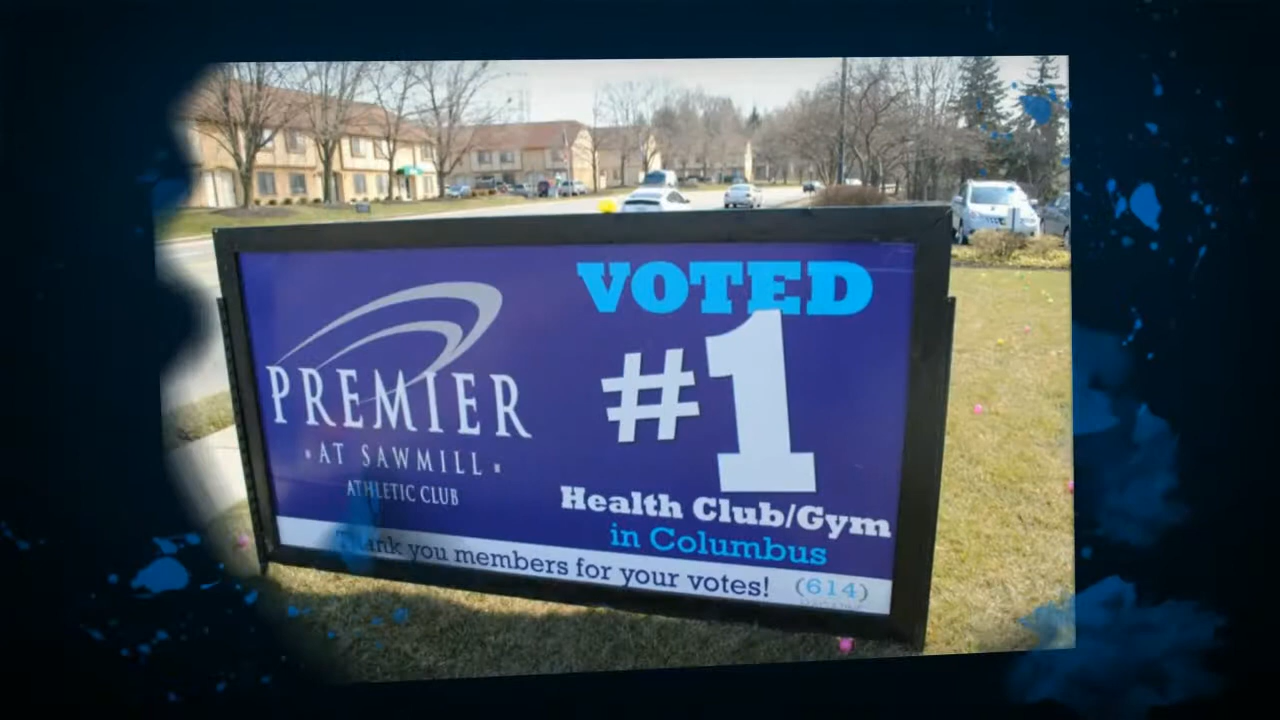 PREMIER
AT SAWMILL
ATHLETIC CLUB
VOTED
#1
Health Club/Gym
in Columbus
Thank you members for your votes!
(614)